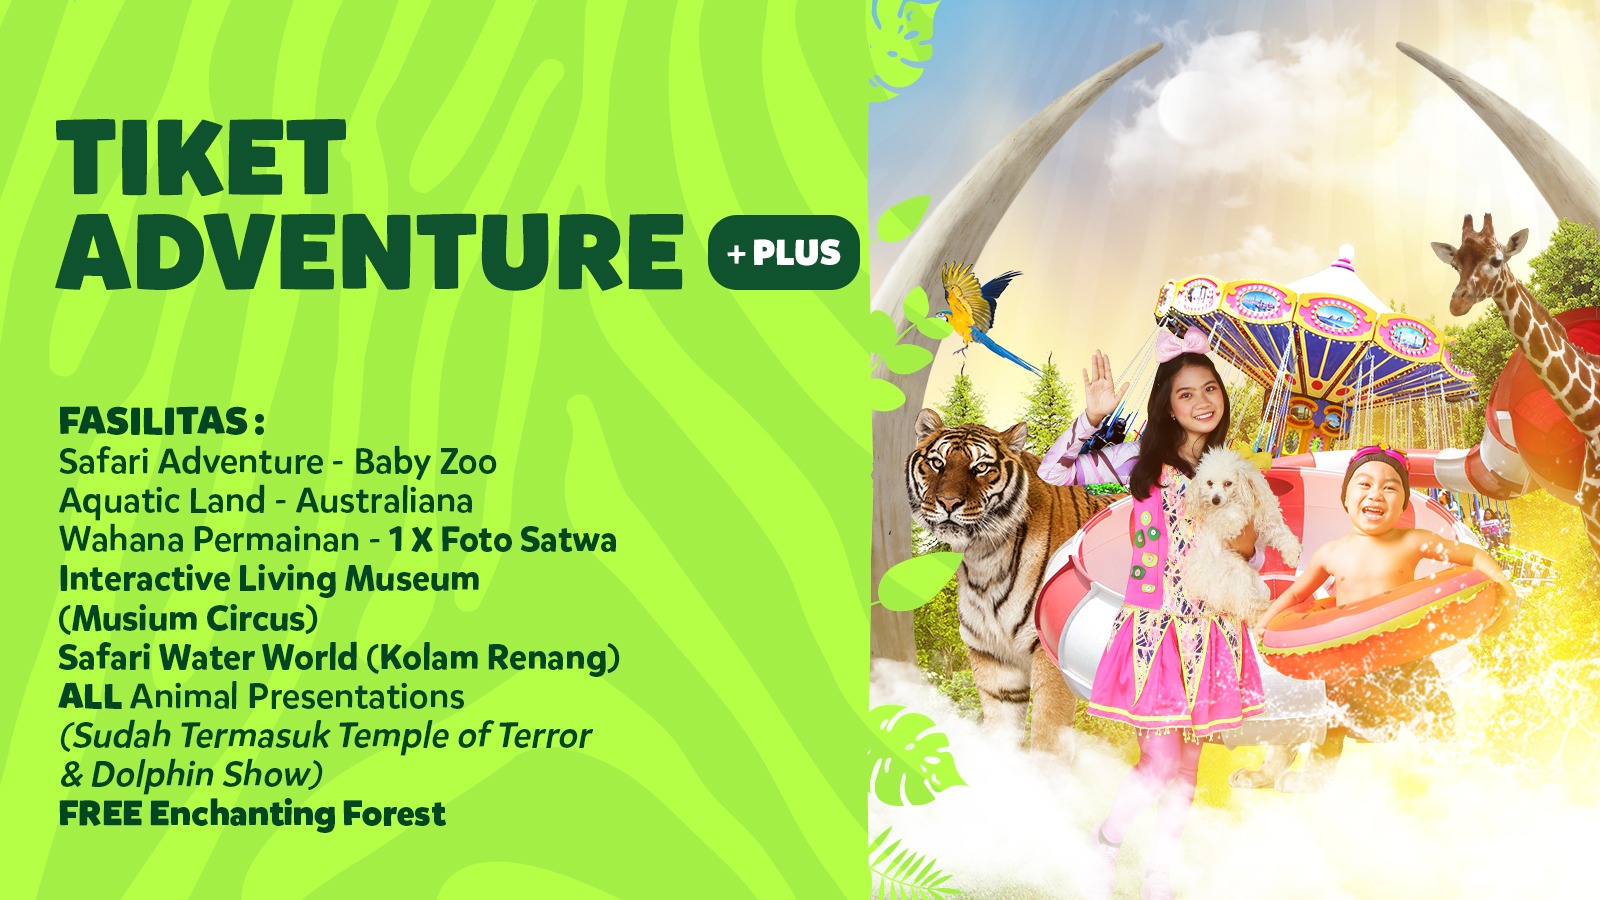 TIKET
ADVENTURE + PLUS
FASILITAS :
Safari Adventure - Baby Zoo
Aquatic Land - Australiana
Wahana Permainan - 1 X Foto Satwa
Interactive Living Museum
(Musium Circus)
Safari Water World (Kolam Renang)
ALL Animal Presentations
(Sudah Termasuk Temple of Terror
& Dolphin Show)
FREE Enchanting Forest